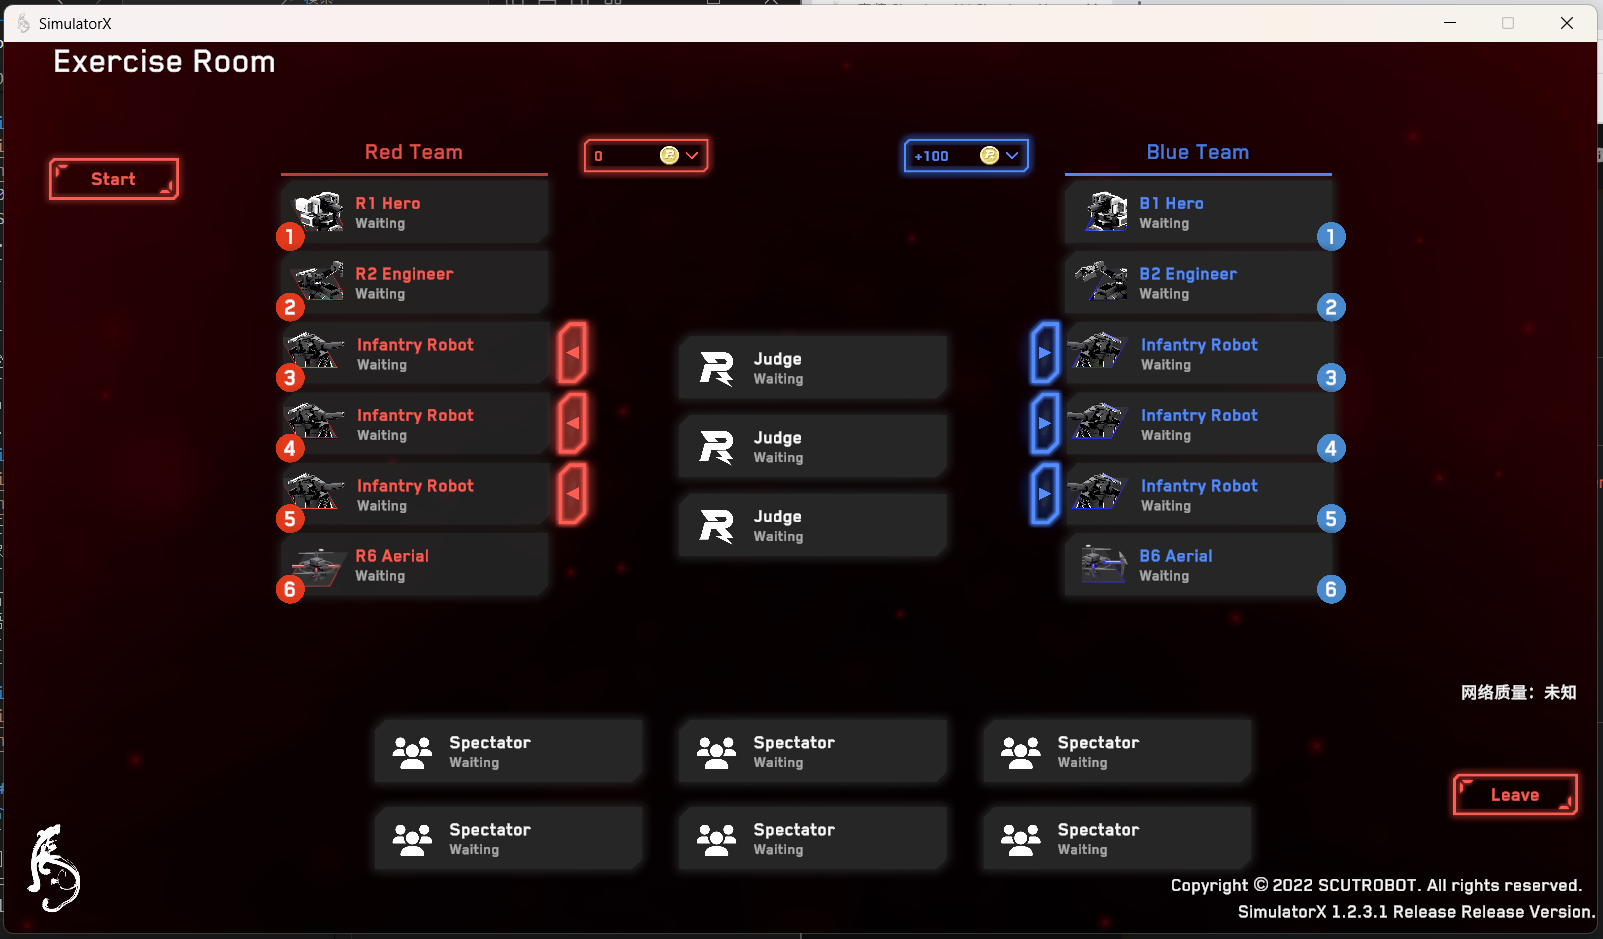 SimulatorX
Exercise Room
Start
Red Team
0
+100
Blue Team
R1 Hero
Waiting
1
R2 Engineer
Waiting
2
Infantry Robot
Waiting
3
Infantry Robot
Waiting
4
Infantry Robot
Waiting
5
R6 Aerial
Waiting
6
Judge
Waiting
Judge
Waiting
Judge
Waiting
B1 Hero
Waiting
1
B2 Engineer
Waiting
2
Infantry Robot
Waiting
3
Infantry Robot
Waiting
4
Infantry Robot
Waiting
5
B6 Aerial
Waiting
6
网络质量：未知
Spectator
Waiting
Spectator
Waiting
Spectator
Waiting
Spectator
Waiting
Spectator
Waiting
Spectator
Waiting
Leave
Copyright © 2022 SCUTROBOT. All rights reserved.
SimulatorX 1.2.3.1 Release Release Version.